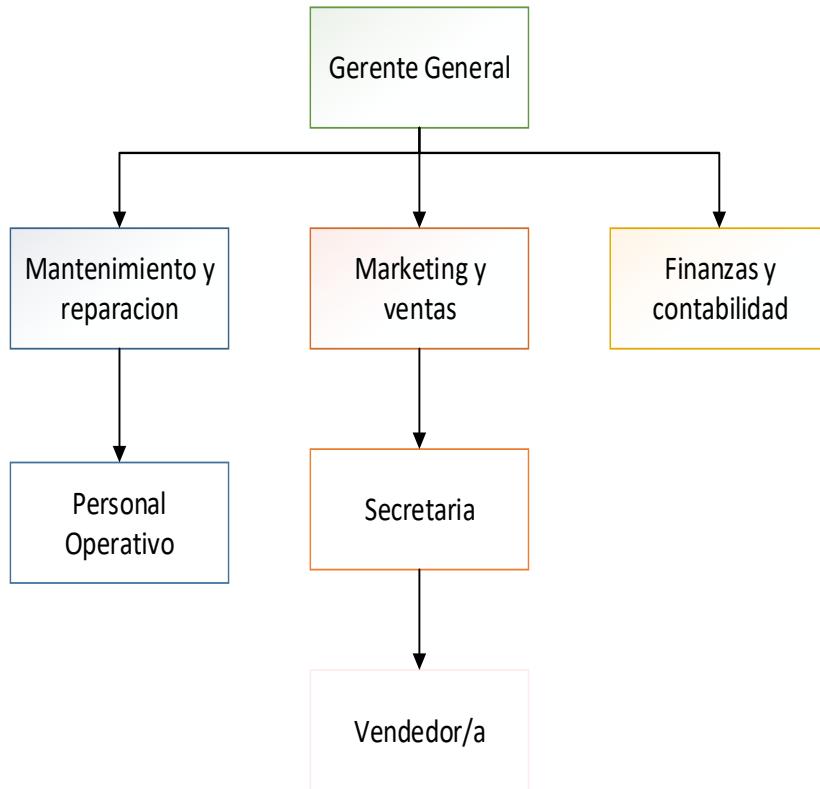 Gerente General
Mantenimiento y
reparacion
Marketing y
ventas
Finanzas y
contabilidad
Personal
Operativo
Secretaria
Vendedor/a